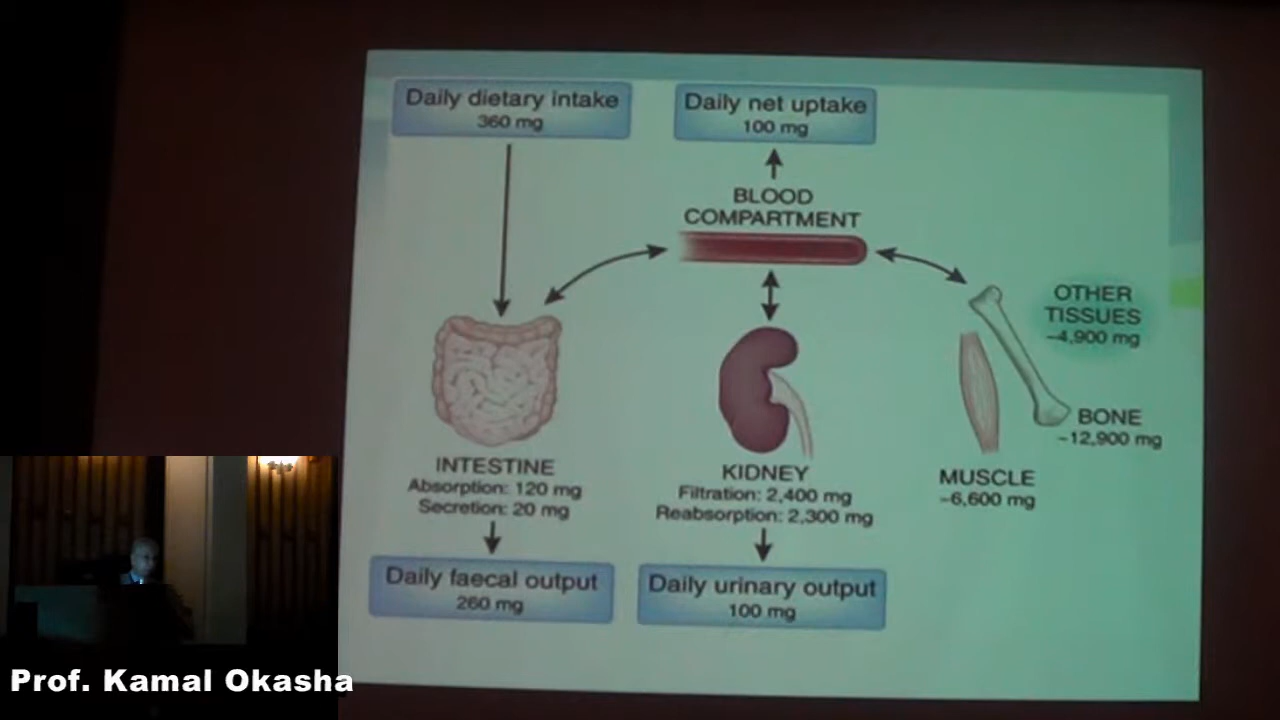 Daily dietary intake
360 mg
Daily net uptake
100 mg
BLOOD
COMPARTMENT
OTHER
TISSUES
~4,900 mg
BONE
~12,900 mg
INTESTINE
Absorption: 120 mg
Secretion: 20 mg
KIDNEY
Filtration: 2,400 mg
Reabsorption: 2,300 mg
MUSCLE
~6,600 mg
Daily faecal output
260 mg
Daily urinary output
100 mg
Prof. Kamal Okasha